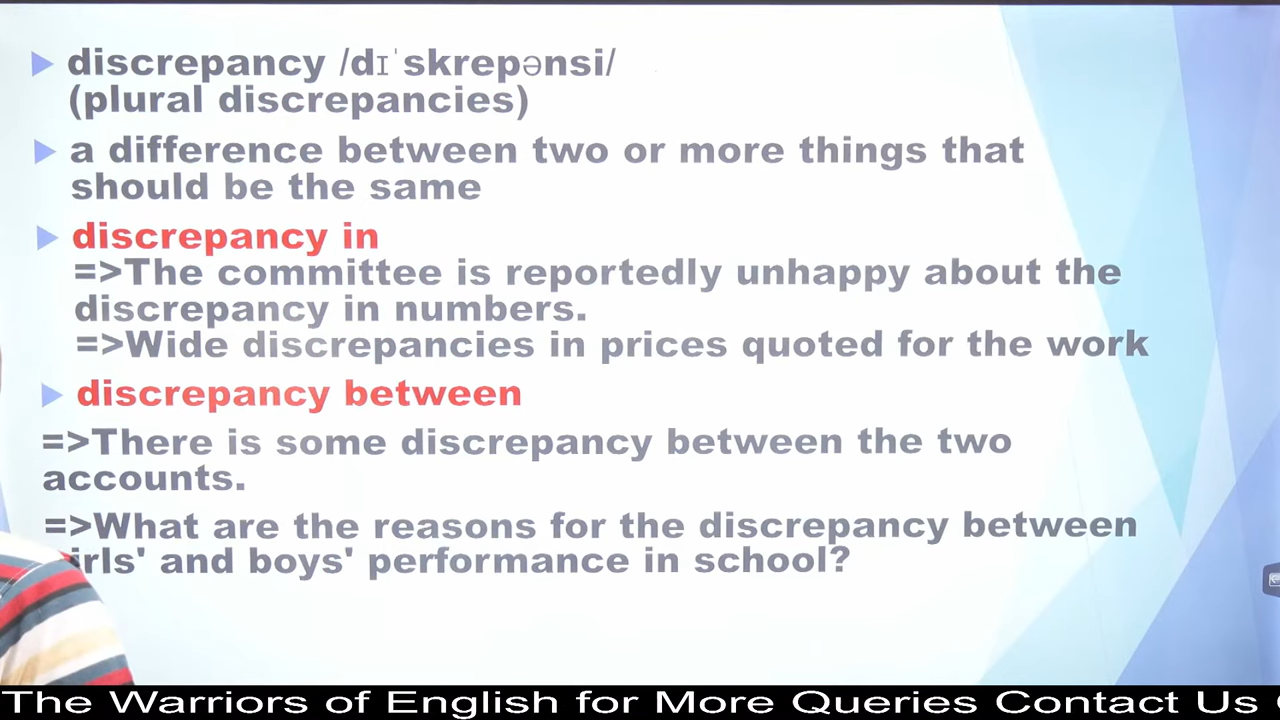 discrepancy /dɪˈskrepənsi/
(plural discrepancies)
a difference between two or more things that
should be the same
discrepancy in
=>The committee is reportedly unhappy about the
discrepancy in numbers.
=>Wide discrepancies in prices quoted for the work
discrepancy between
=>There is some discrepancy between the two
accounts.
=>What are the reasons for the discrepancy between
and boys' performance in school?
The Warriors of English for More Queries Contact Us